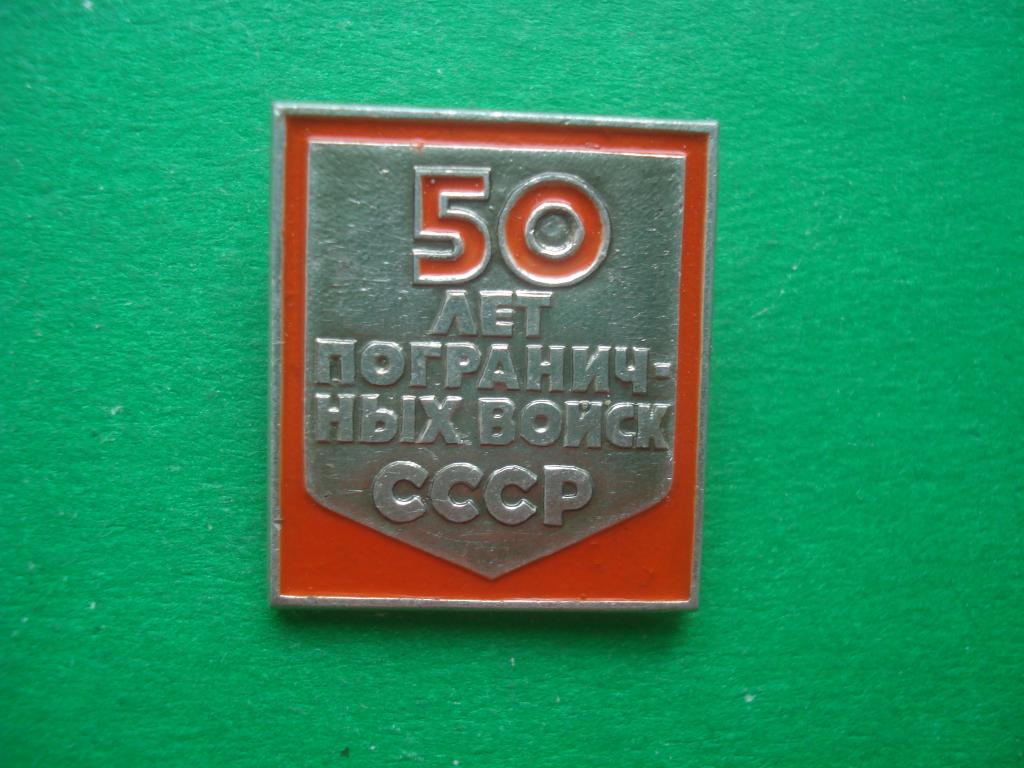 50
ЛЕТ
ПОГРАНИЧ-
НЫХ ВОЙСК
СССР